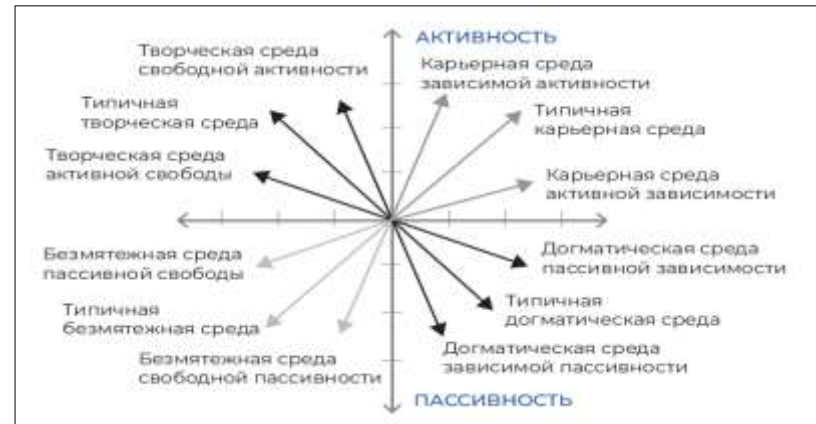 АКТИВНОСТЬ
Творческая среда
свободной активности
Карьерная среда
зависимой активности
Типичная
творческая среда
Типичная
карьерная среда
Творческая среда
активной свободы
Карьерная среда
активной зависимости
Безмятежная среда
пассивной свободы
Догматическая среда
пассивной зависимости
Типичная
безмятежная среда
Типичная
догматическая среда
Безмятежная среда
свободной пассивности
Догматическая среда
зависимой пассивности
ПАССИВНОСТЬ